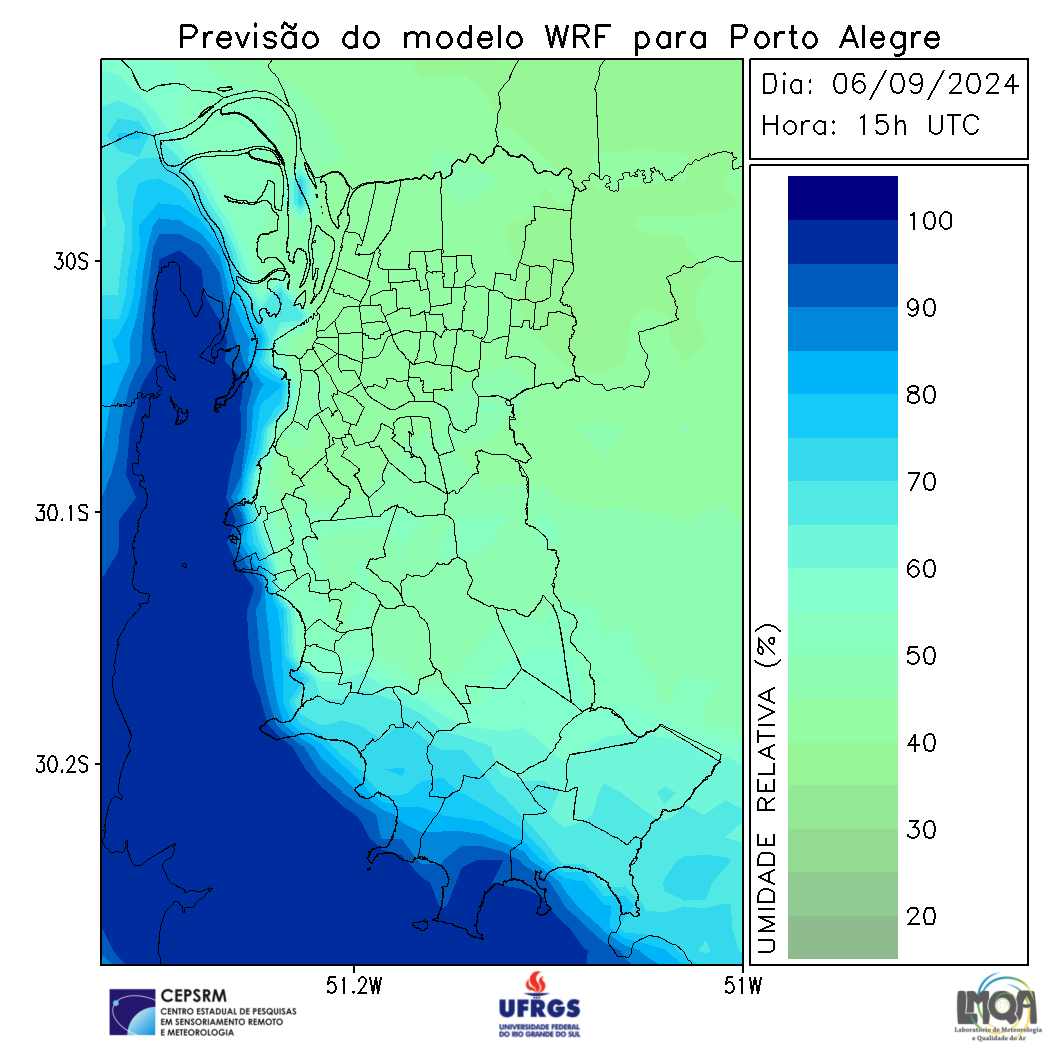 Previsão do modelo WRF para Porto Alegre
Dia: 06/09/2024
Hora: 15h UTC
100
90
80
70
60
50
40
30
20
UMIDADE RELATIVA (%)
30S
30.1S
30.2S
51.2W
51W
CEPSRM
CENTRO ESTADUAL DE PESQUISAS
EM SENSORIAMENTO REMOTO
E METEOROLOGIA
UFRGS
UNIVERSIDADE FEDERAL
DO RIO GRANDE DO SUL
LMQA
Laboratório de Meteorologia
e Qualidade do Ar